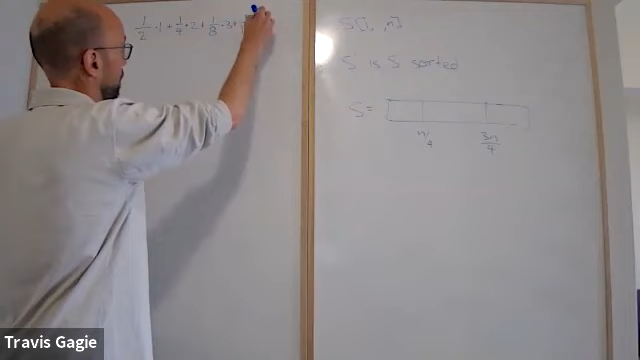 1/2 · 1 + 1/4 · 2 + 1/8 · 3 +
S[1, ,n]
S' is S sorted
S =
n/4 3n/4
Travis Gagie